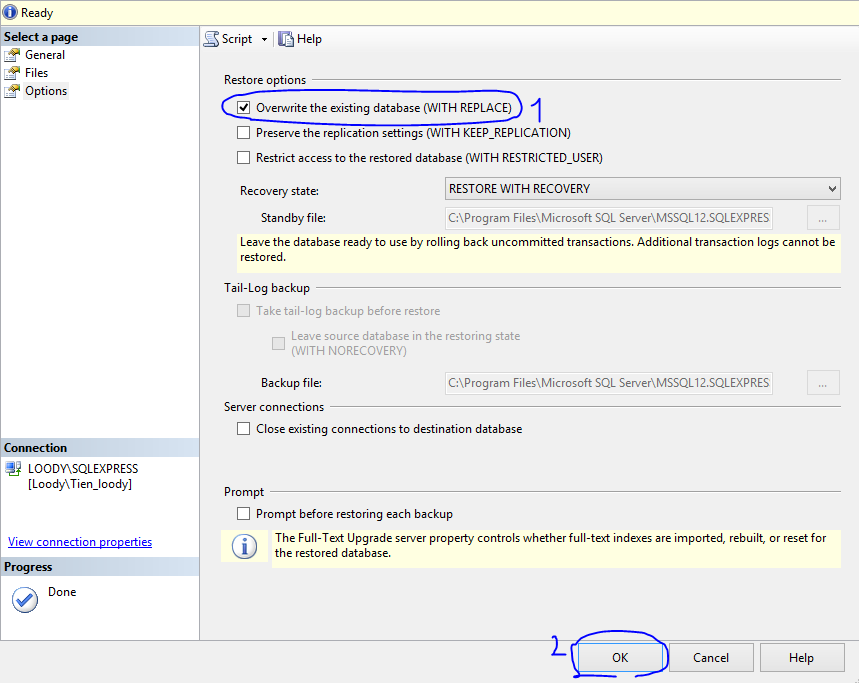 Ready
Select a page
General
Files
Options
Script
Help
Restore options
Overwrite the existing database (WITH REPLACE)
1
Preserve the replication settings (WITH KEEP_REPLICATION)
Restrict access to the restored database (WITH RESTRICTED_USER)
Recovery state:
RESTORE WITH RECOVERY
Standby file:
C:\Program Files\Microsoft SQL Server\MSSQL12.SQLEXPRES
...
Leave the database ready to use by rolling back uncommitted transactions. Additional transaction logs cannot be
restored.
Tail-Log backup
Take tail-log backup before restore
Leave source database in the restoring state
(WITH NORECOVERY)
Backup file:
C:\Program Files\Microsoft SQL Server\MSSQL12.SQLEXPRES
...
Server connections
Close existing connections to destination database
Connection
LOODY\SQLEXPRESS
[Loody\Tien_loody]
View connection properties
Prompt
Prompt before restoring each backup
The Full-Text Upgrade server property controls whether full-text indexes are imported, rebuilt, or reset for
the restored database.
Progress
Done
2
OK
Cancel
Help